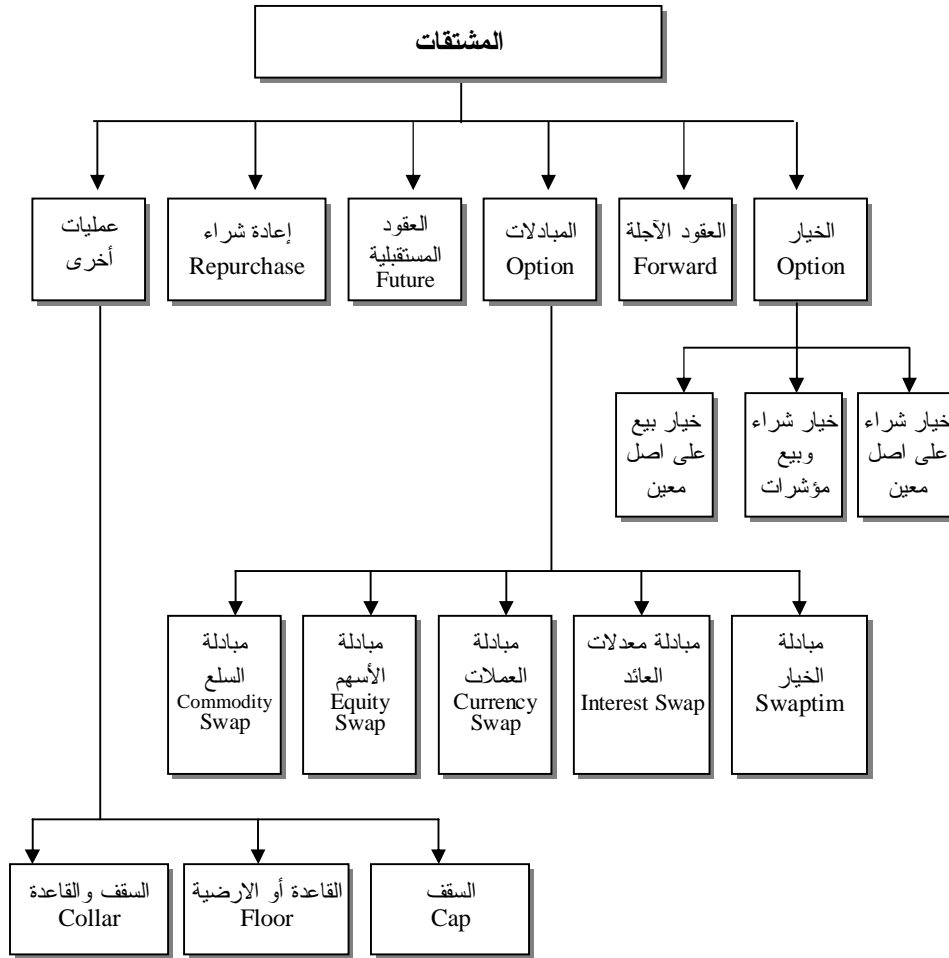 المشتقات
الخيار
Option
العقود الآجلة
Forward
المبادلات
Option
العقود
المستقبلية
Future
إعادة شراء
Repurchase
عمليات
أخرى
خيار شراء
على اصل
معين
خيار شراء
وبيع
مؤشرات
خيار بيع
على اصل
معين
مبادلة
الخيار
Swaptim
مبادلة معدلات
العائد
Interest Swap
مبادلة
العملات
Currency
Swap
مبادلة
الأسهم
Equity
Swap
مبادلة
السلع
Commodity
Swap
السقف
Cap
القاعدة أو الارضية
Floor
السقف والقاعدة
Collar